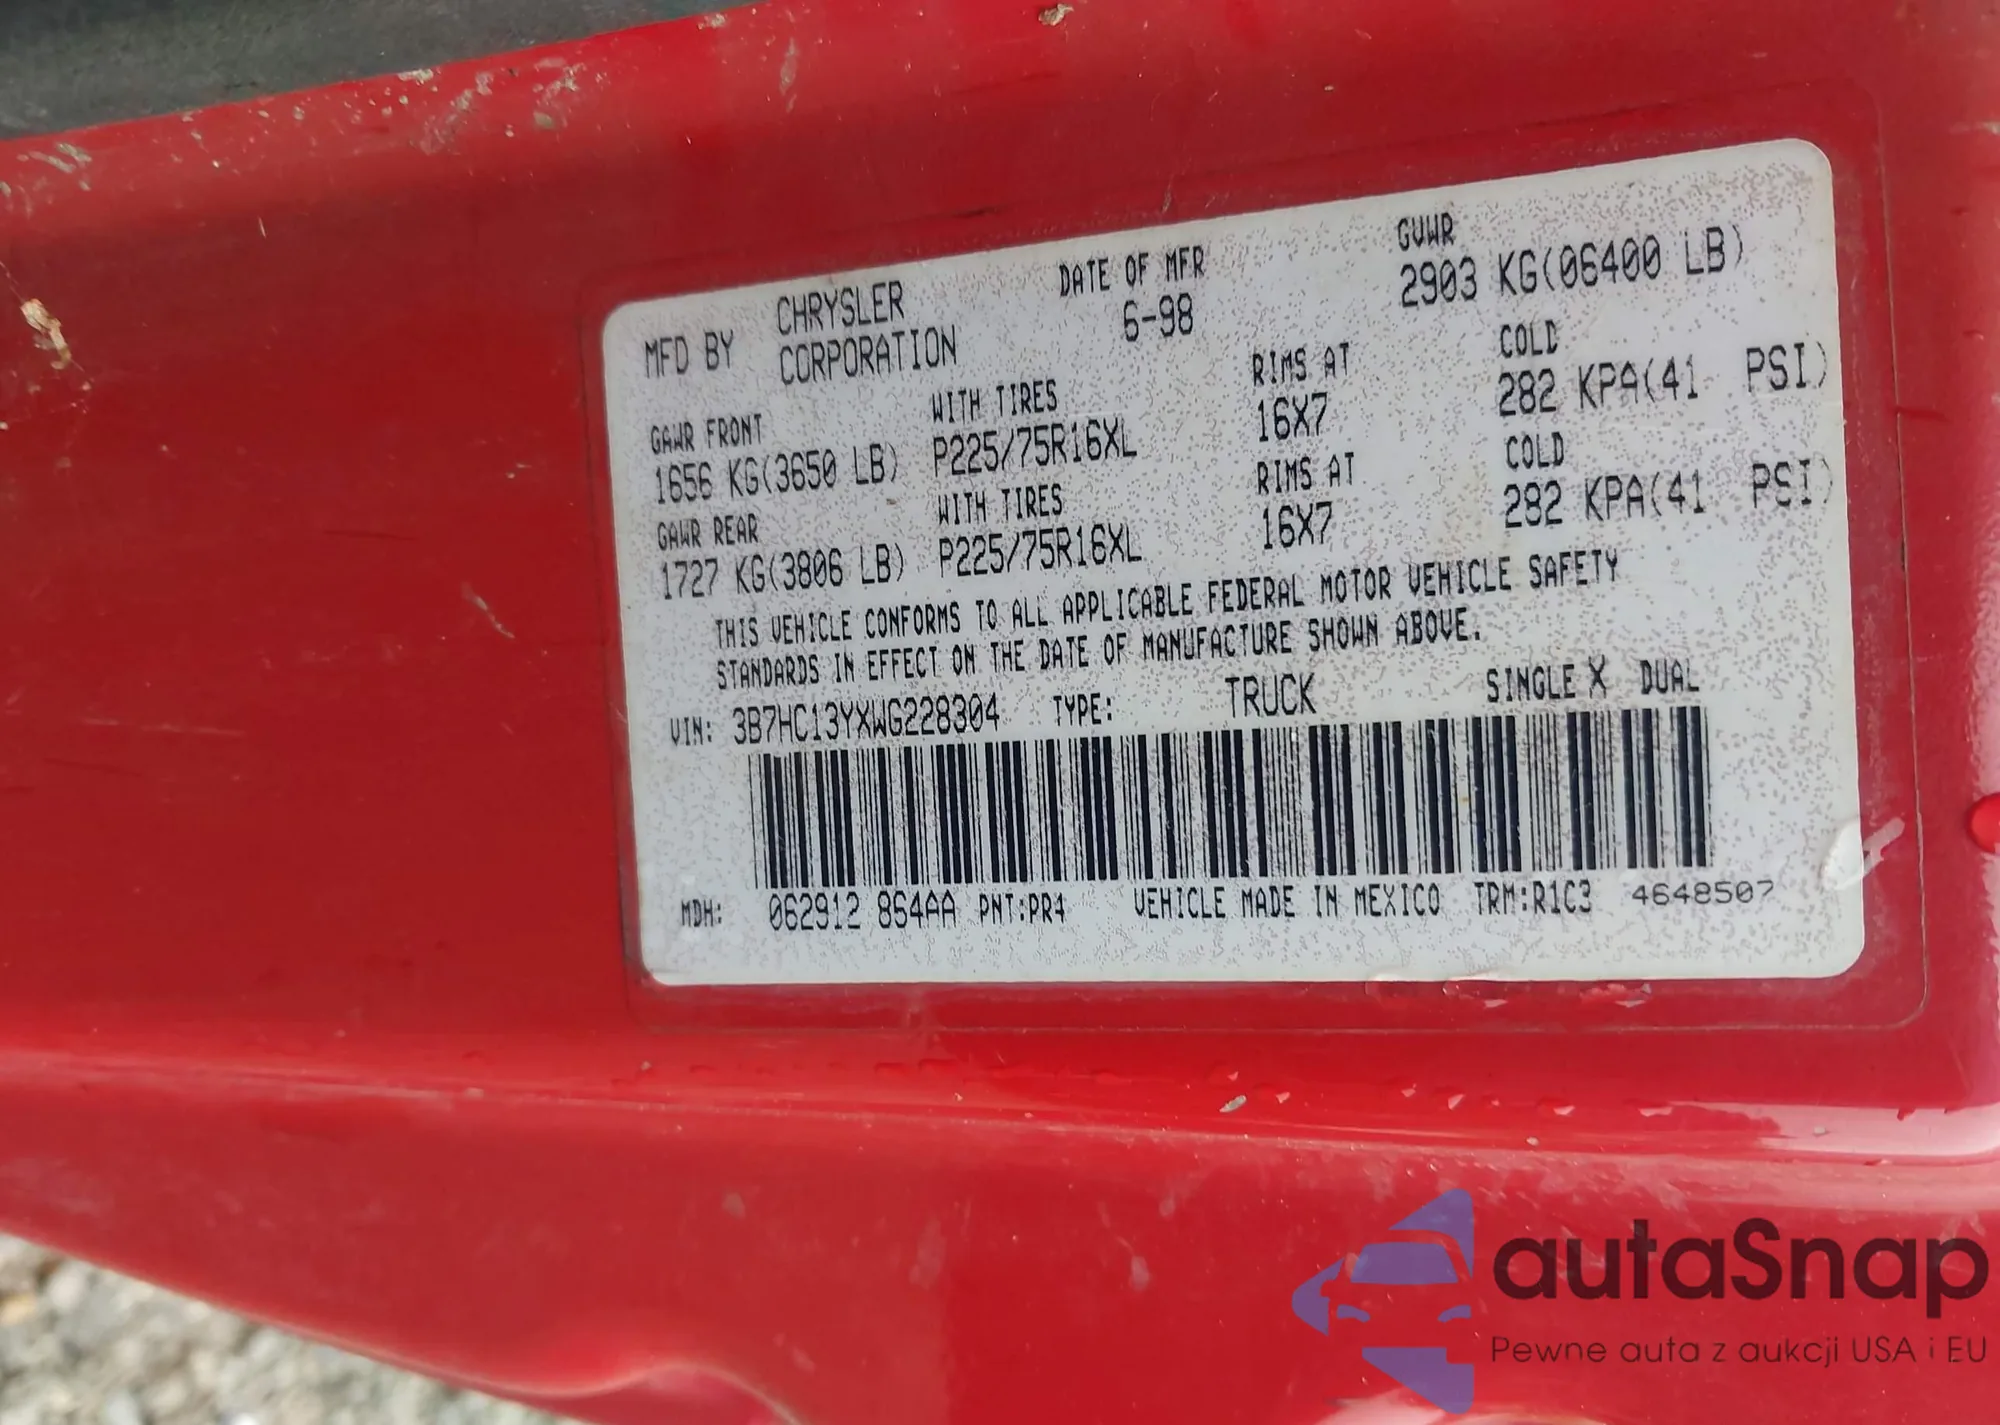 MFD BY CHRYSLER CORPORATION DATE OF MFR 6-98 GVWR 2903 KG(06400 LB)
GAWR FRONT WITH TIRES RIMS AT COLD
1656 KG(3650 LB) P225/75R16XL 16X7 282 KPA(41 PSI)
GAWR REAR WITH TIRES RIMS AT COLD
1727 KG(3806 LB) P225/75R16XL 16X7 282 KPA(41 PSI)
THIS VEHICLE CONFORMS TO ALL APPLICABLE FEDERAL MOTOR VEHICLE SAFETY
STANDARDS IN EFFECT ON THE DATE OF MANUFACTURE SHOWN ABOVE.
VIN: 3B7HC13YXWG228304 TYPE: TRUCK SINGLE X DUAL
MDH: 062912 864AA PNT:PR4 VEHICLE MADE IN MEXICO TRM:R1C3 4648507
autaSnap
Pewne auta z aukcji USA i EU